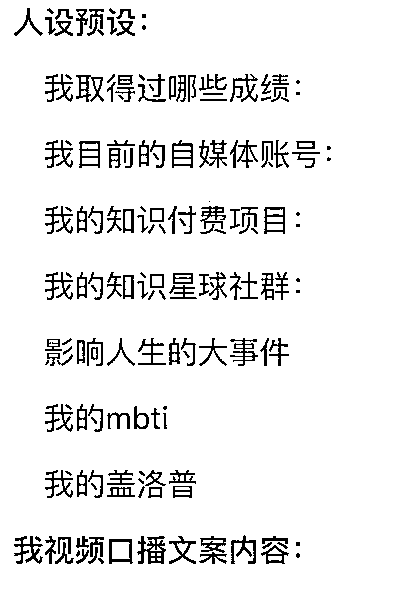 人设预设：
我取得过哪些成绩：
我目前的自媒体账号：
我的知识付费项目：
我的知识星球社群：
影响人生的大事件
我的mbti
我的盖洛普
我视频口播文案内容：